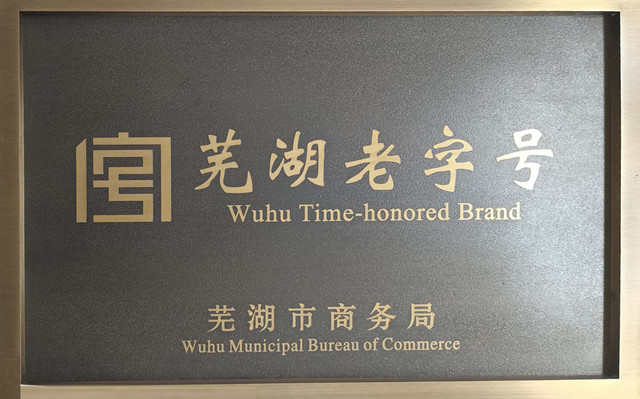 芜湖老字号
Wuhu Time-honored Brand
芜湖市商务局
Wuhu Municipal Bureau of Commerce